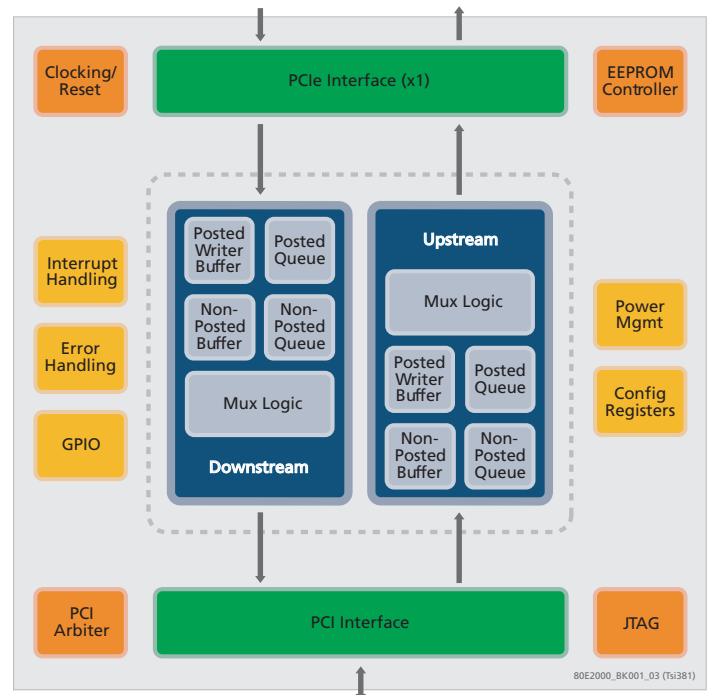 Clocking/
Reset
PCIe Interface (x1)
EEPROM
Controller
Posted
Writer
Buffer
Posted
Queue
Non-
Posted
Buffer
Non-
Posted
Queue
Mux Logic
Downstream
Upstream
Mux Logic
Posted
Writer
Buffer
Posted
Queue
Non-
Posted
Buffer
Non-
Posted
Queue
Interrupt
Handling
Error
Handling
GPIO
Power
Mgmt
Config
Registers
PCI
Arbiter
PCI Interface
JTAG
80E2000_BK001_03 (Tsi381)